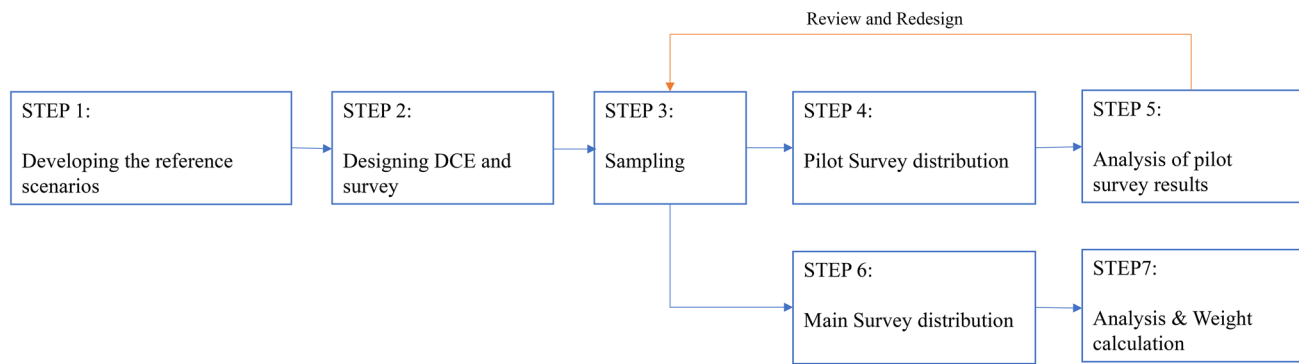 Review and Redesign
STEP 1:
Developing the reference
scenarios
STEP 2:
Designing DCE and
survey
STEP 3:
Sampling
STEP 4:
Pilot Survey distribution
STEP 5:
Analysis of pilot
survey results
STEP 6:
Main Survey distribution
STEP7:
Analysis & Weight
calculation